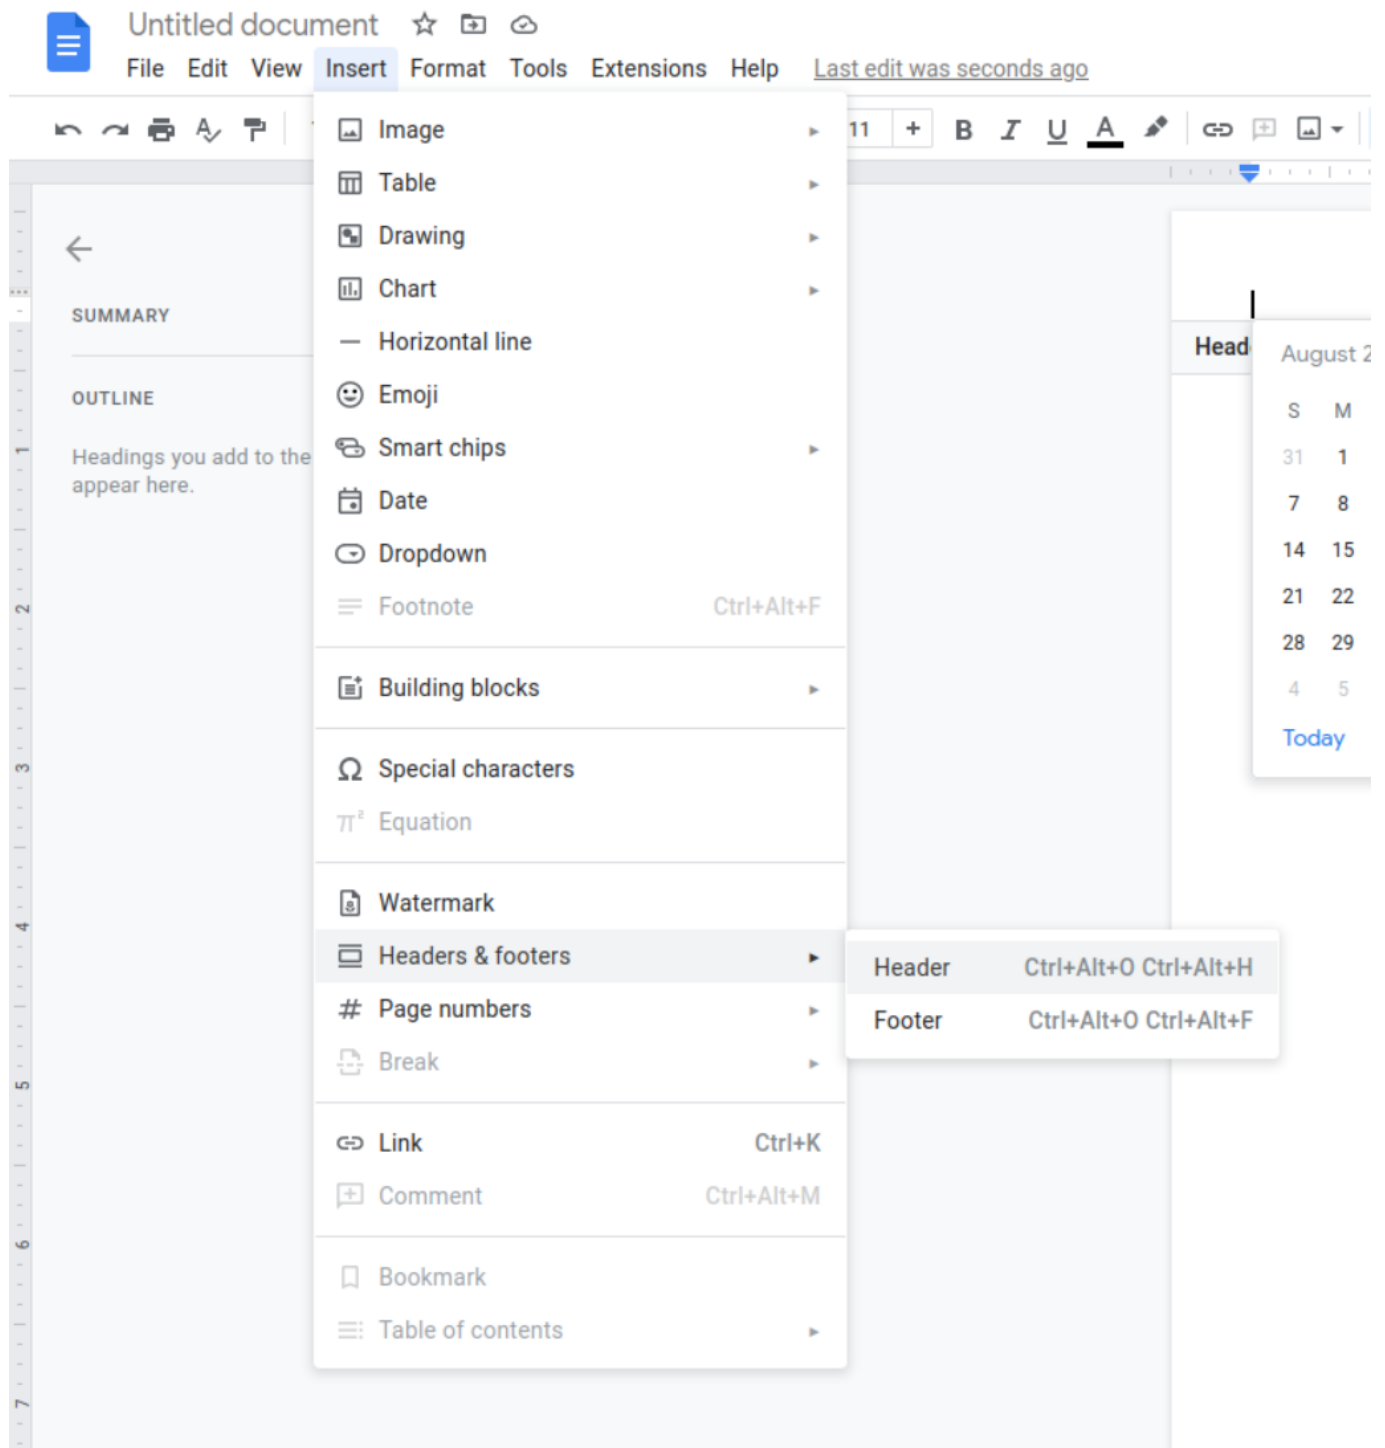 Untitled document
File Edit View Insert Format Tools Extensions Help Last edit was seconds ago
11 + B I U A
Image
Table
Drawing
Chart
Horizontal line
Emoji
Smart chips
Date
Dropdown
Footnote Ctrl+Alt+F
Building blocks
Special characters
Equation
Watermark
Headers & footers
Page numbers
Break
Link Ctrl+K
Comment Ctrl+Alt+M
Bookmark
Table of contents
Header Ctrl+Alt+O Ctrl+Alt+H
Footer Ctrl+Alt+O Ctrl+Alt+F
SUMMARY
OUTLINE
Headings you add to the
appear here.
1
2
3
4
5
6
7
Head
August 2
S M
31 1
7 8
14 15
21 22
28 29
4 5
Today